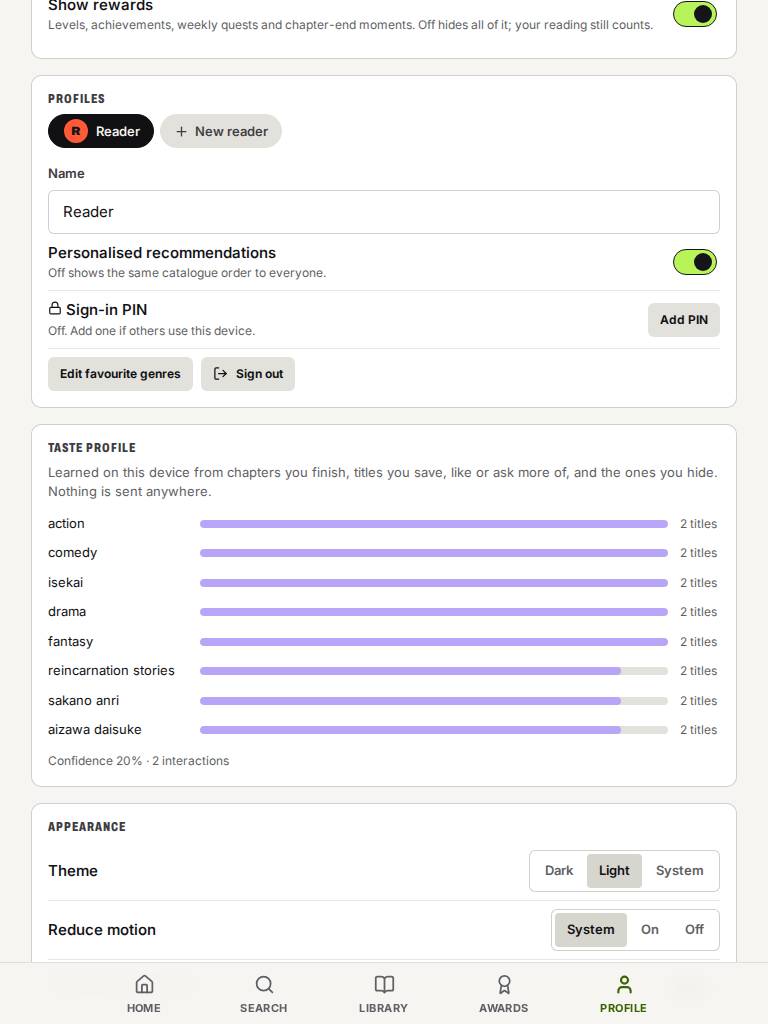 Show rewards
Levels, achievements, weekly quests and chapter-end moments. Off hides all of it; your reading still counts.
PROFILES
R Reader
+ New reader
Name
Reader
Personalised recommendations
Off shows the same catalogue order to everyone.
Sign-in PIN
Off. Add one if others use this device.
Add PIN
Edit favourite genres
Sign out
TASTE PROFILE
Learned on this device from chapters you finish, titles you save, like or ask more of, and the ones you hide.
Nothing is sent anywhere.
action 2 titles
comedy 2 titles
isekai 2 titles
drama 2 titles
fantasy 2 titles
reincarnation stories 2 titles
sakano anri 2 titles
aizawa daisuke 2 titles
Confidence 20% · 2 interactions
APPEARANCE
Theme Dark Light System
Reduce motion System On Off
HOME SEARCH LIBRARY AWARDS PROFILE